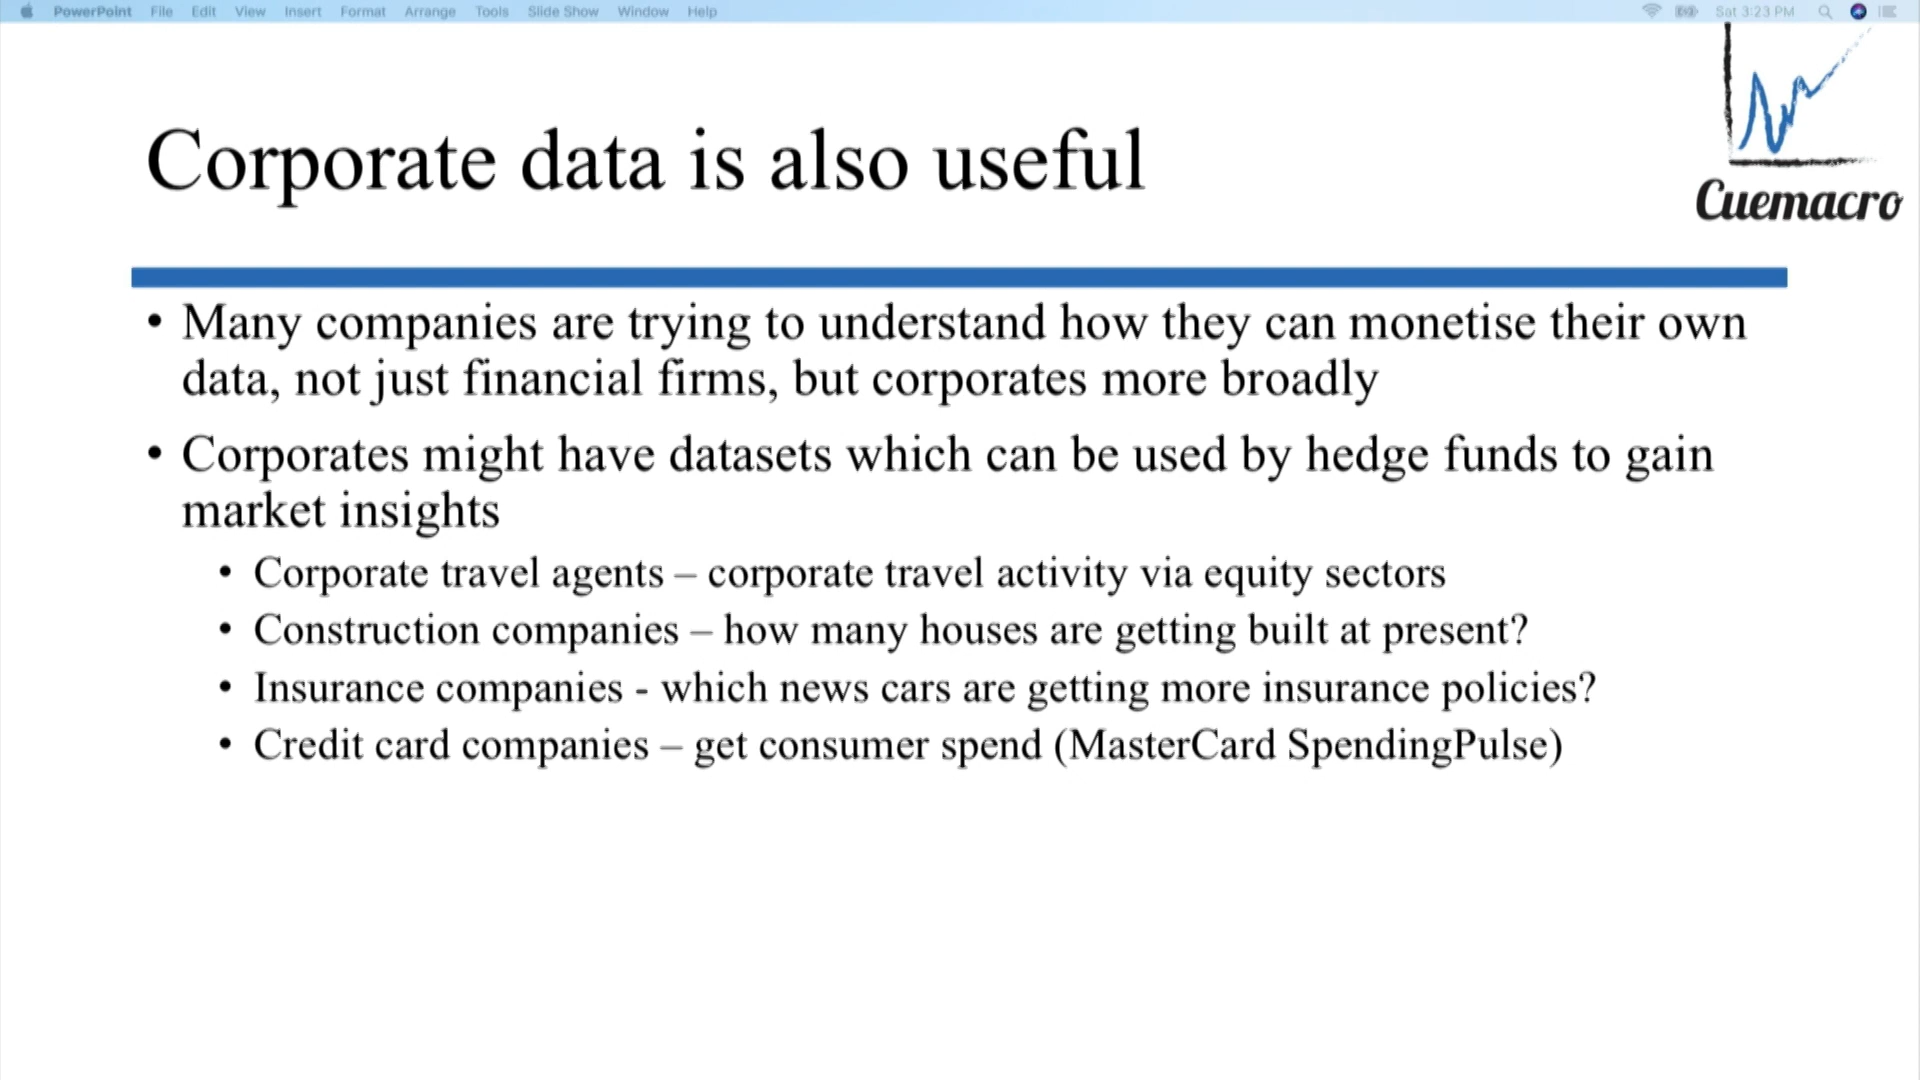 PowerPoint File Edit View Insert Format Arrange Tools Slide Show Window Help Sat 3:23 PM
Corporate data is also useful
Cuemacro
• Many companies are trying to understand how they can monetise their own
data, not just financial firms, but corporates more broadly
• Corporates might have datasets which can be used by hedge funds to gain
market insights
• Corporate travel agents – corporate travel activity via equity sectors
• Construction companies – how many houses are getting built at present?
• Insurance companies - which news cars are getting more insurance policies?
• Credit card companies – get consumer spend (MasterCard SpendingPulse)